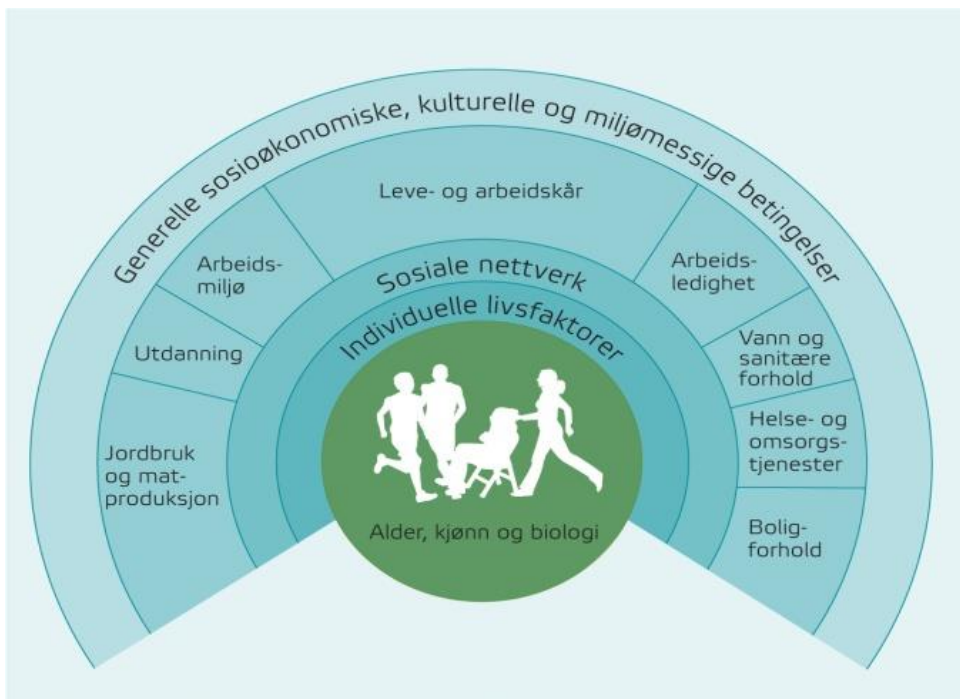 Generelle sosioøkonomiske, kulturelle og miljømessige betingelser
Leve- og arbeidskår
Arbeids-
miljø
Utdanning
Jordbruk
og mat-
produksjon
Arbeids-
ledighet
Vann og
sanitære
forhold
Helse- og
omsorgs-
tjenester
Bolig-
forhold
Sosiale nettverk
Individuelle livsfaktorer
Alder, kjønn og biologi